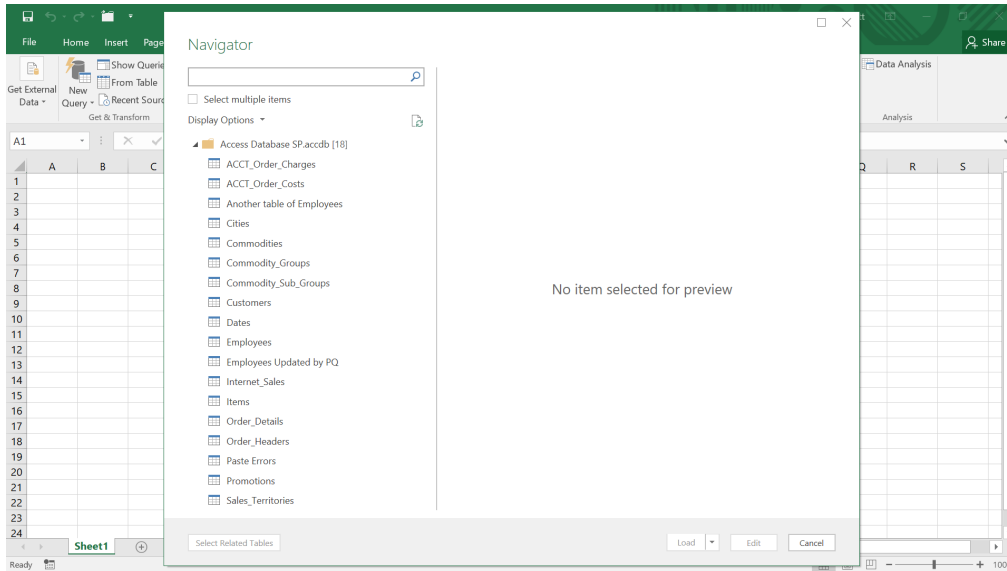 File Home Insert Page
Share
Get External Data
New Query
Show Querie
From Table
Recent Sourc
Get & Transform
Data Analysis
Analysis
A1
A B C
Q R S
1
2
3
4
5
6
7
8
9
10
11
12
13
14
15
16
17
18
19
20
21
22
23
24
Navigator
Select multiple items
Display Options
Access Database SP.accdb [18]
ACCT_Order_Charges
ACCT_Order_Costs
Another table of Employees
Cities
Commodities
Commodity_Groups
Commodity_Sub_Groups
Customers
Dates
Employees
Employees Updated by PQ
Internet_Sales
Items
Order_Details
Order_Headers
Paste Errors
Promotions
Sales_Territories
No item selected for preview
Select Related Tables
Load
Edit
Cancel
Sheet1
Ready